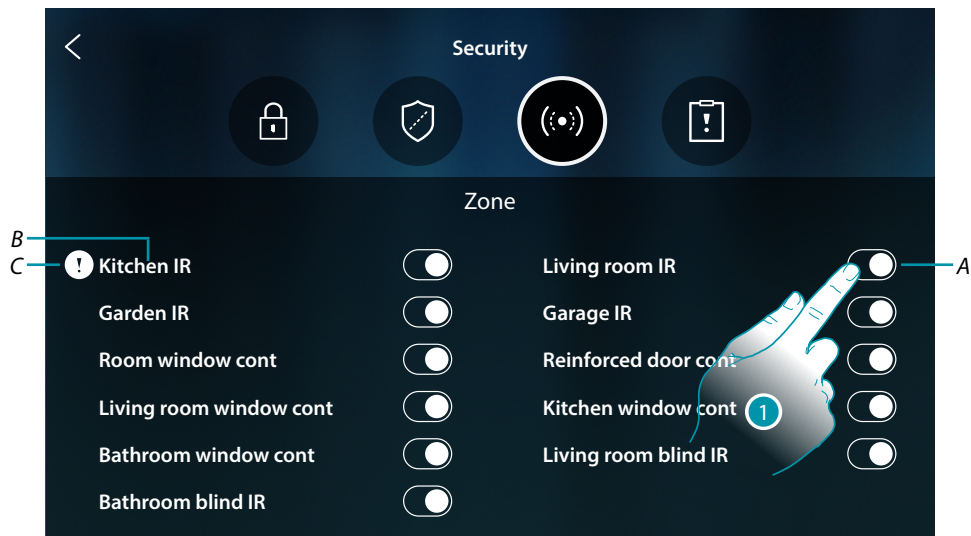 Security
Zone
B
C
! Kitchen IR
Living room IR
A
Garden IR
Garage IR
Room window cont
Reinforced door cont
Living room window cont
Kitchen window cont
1
Bathroom window cont
Living room blind IR
Bathroom blind IR